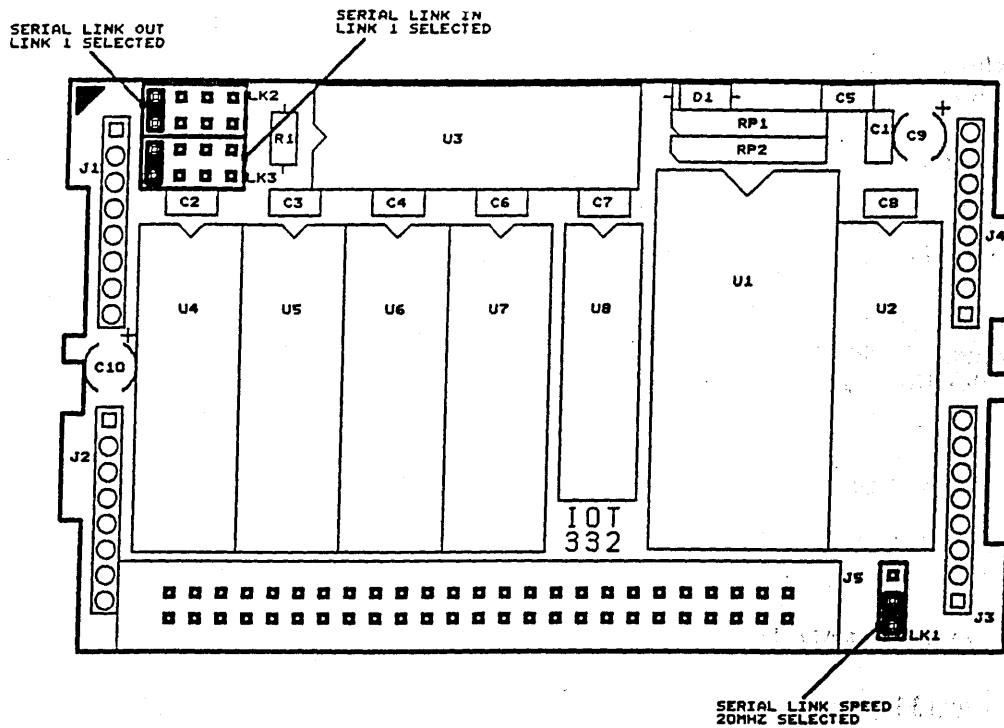 SERIAL LINK OUT
LINK 1 SELECTED
SERIAL LINK IN
LINK 1 SELECTED
LK2
D1
C5
+
R1
U3
RP1
C1
C9
RP2
J1
LK3
C2
C3
C4
C6
C7
C8
J4
U4
U5
U6
U7
U8
U1
U2
+
C10
J2
IOT
332
J5
J3
LK1
SERIAL LINK SPEED
20MHZ SELECTED